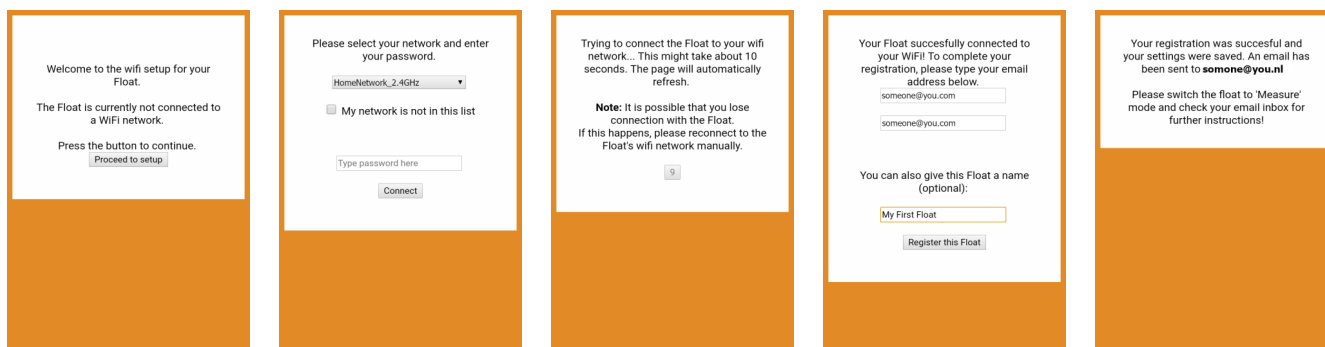 Welcome to the wifi setup for your
Float.
The Float is currently not connected to
a WiFi network.
Press the button to continue.
Proceed to setup
Please select your network and enter
your password.
HomeNetwork_2.4GHz
My network is not in this list
Type password here
Connect
Trying to connect the Float to your wifi
network... This might take about 10
seconds. The page will automatically
refresh.
Note: It is possible that you lose
connection with the Float.
If this happens, please reconnect to the
Float's wifi network manually.
9
Your Float succesfully connected to
your WiFi! To complete your
registration, please type your email
address below.
someone@you.com
someone@you.com
You can also give this Float a name
(optional):
My First Float
Register this Float
Your registration was succesful and
your settings were saved. An email has
been sent to somone@you.nl
Please switch the float to 'Measure'
mode and check your email inbox for
further instructions!